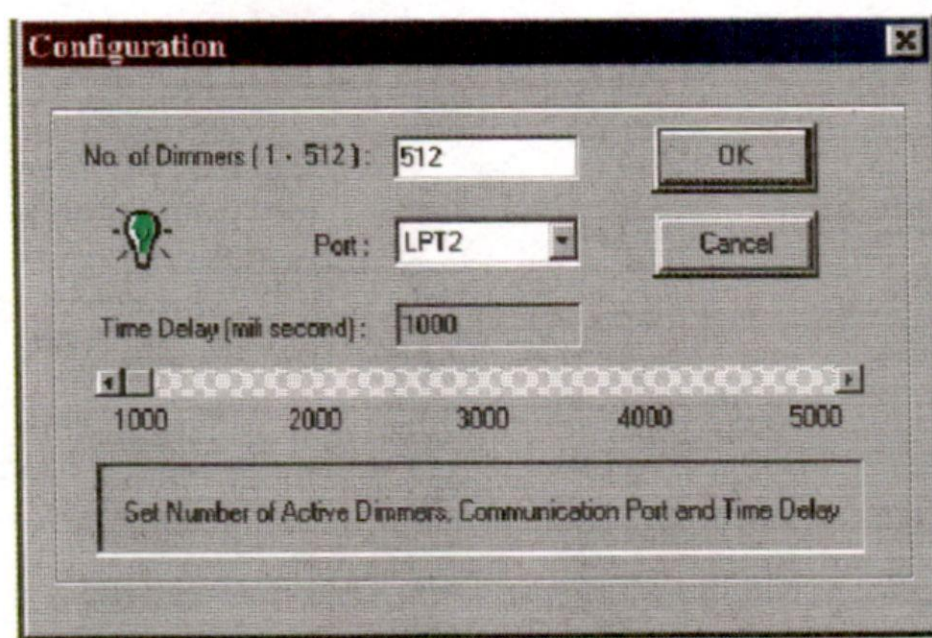 Configuration
No. of Dimmers ( 1 - 512 ) : 512
OK
Port : LPT2
Cancel
Time Delay (mili second) : 1000
1000 2000 3000 4000 5000
Set Number of Active Dimmers, Communication Port and Time Delay